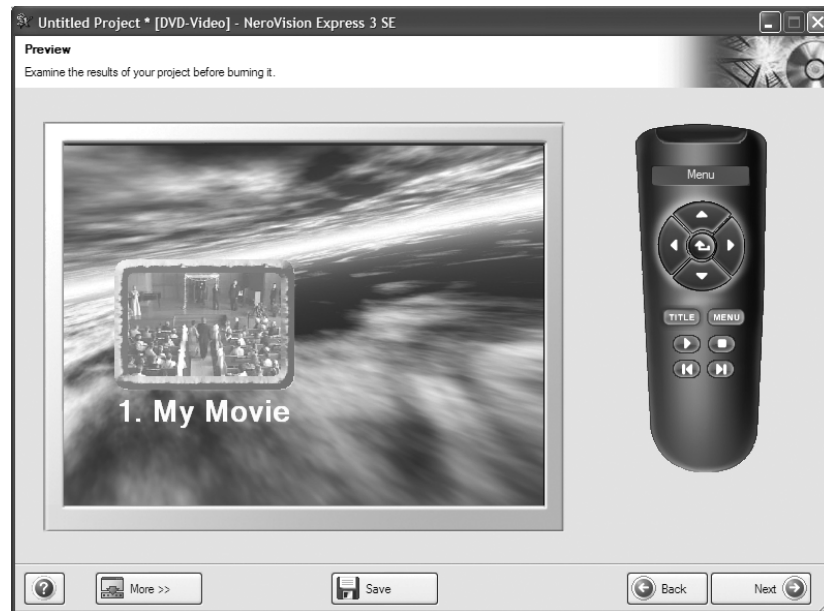 Untitled Project * [DVD-Video] - NeroVision Express 3 SE
Preview
Examine the results of your project before burning it.
Menu
TITLE MENU
1. My Movie
More >>
Save
Back
Next